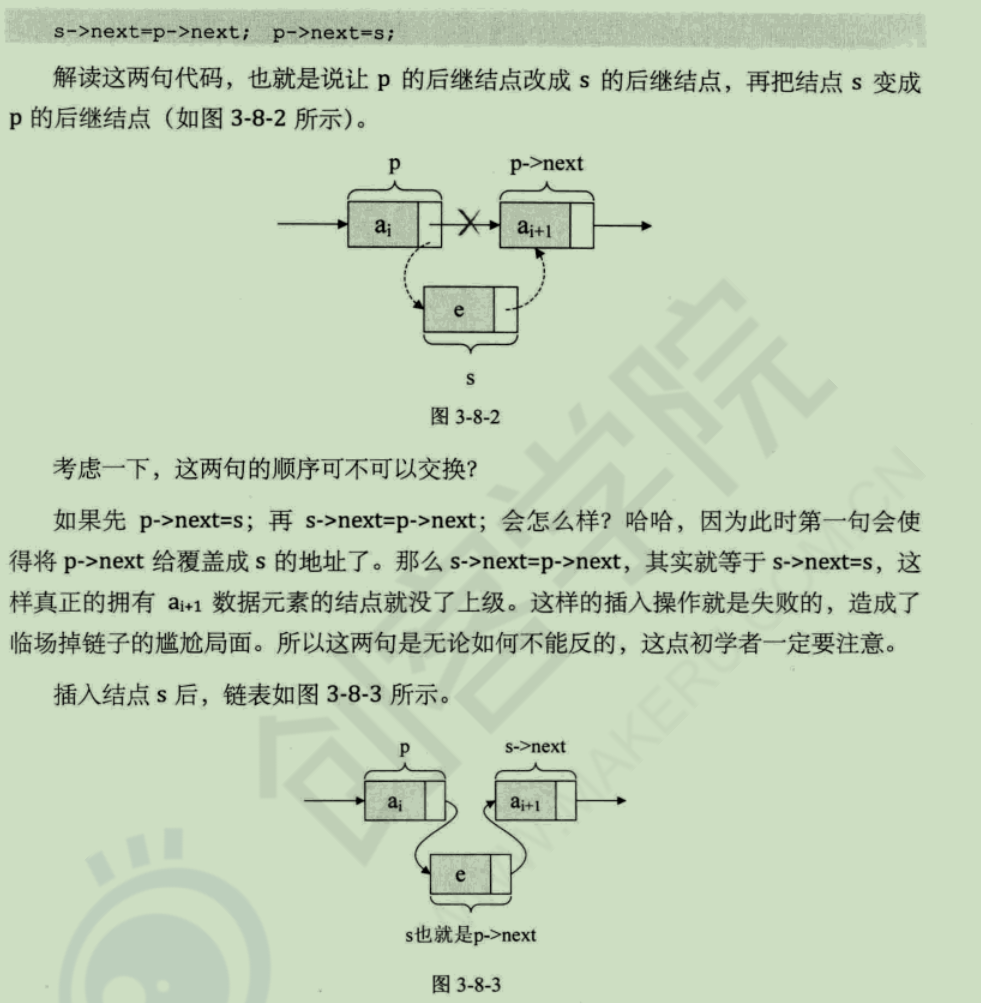 s->next=p->next; p->next=s;
解读这两句代码，也就是说让 p 的后继结点改成 s 的后继结点，再把结点 s 变成
p 的后继结点（如图 3-8-2 所示）。
p p->next
ai ai+1
e
s
图 3-8-2
考虑一下，这两句的顺序可不可以交换？
如果先 p->next=s；再 s->next=p->next；会怎么样？哈哈，因为此时第一句会使
得将 p->next 给覆盖成 s 的地址了。那么 s->next=p->next，其实就等于 s->next=s，这
样真正的拥有 ai+1 数据元素的结点就没了上级。这样的插入操作就是失败的，造成了
临场掉链子的尴尬局面。所以这两句是无论如何不能反的，这点初学者一定要注意。
插入结点 s 后，链表如图 3-8-3 所示。
p s->next
ai ai+1
e
s也就是p->next
图 3-8-3
创客学院
WWW.MAKERU.COM.CN